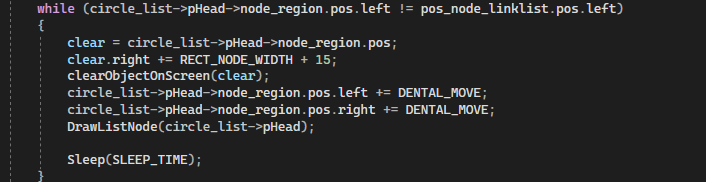 while (circle_list->pHead->node_region.pos.left != pos_node_linklist.pos.left)
{
clear = circle_list->pHead->node_region.pos;
clear.right += RECT_NODE_WIDTH + 15;
clearObjectOnScreen(clear);
circle_list->pHead->node_region.pos.left += DENTAL_MOVE;
circle_list->pHead->node_region.pos.right += DENTAL_MOVE;
DrawListNode(circle_list->pHead);
Sleep(SLEEP_TIME);
}